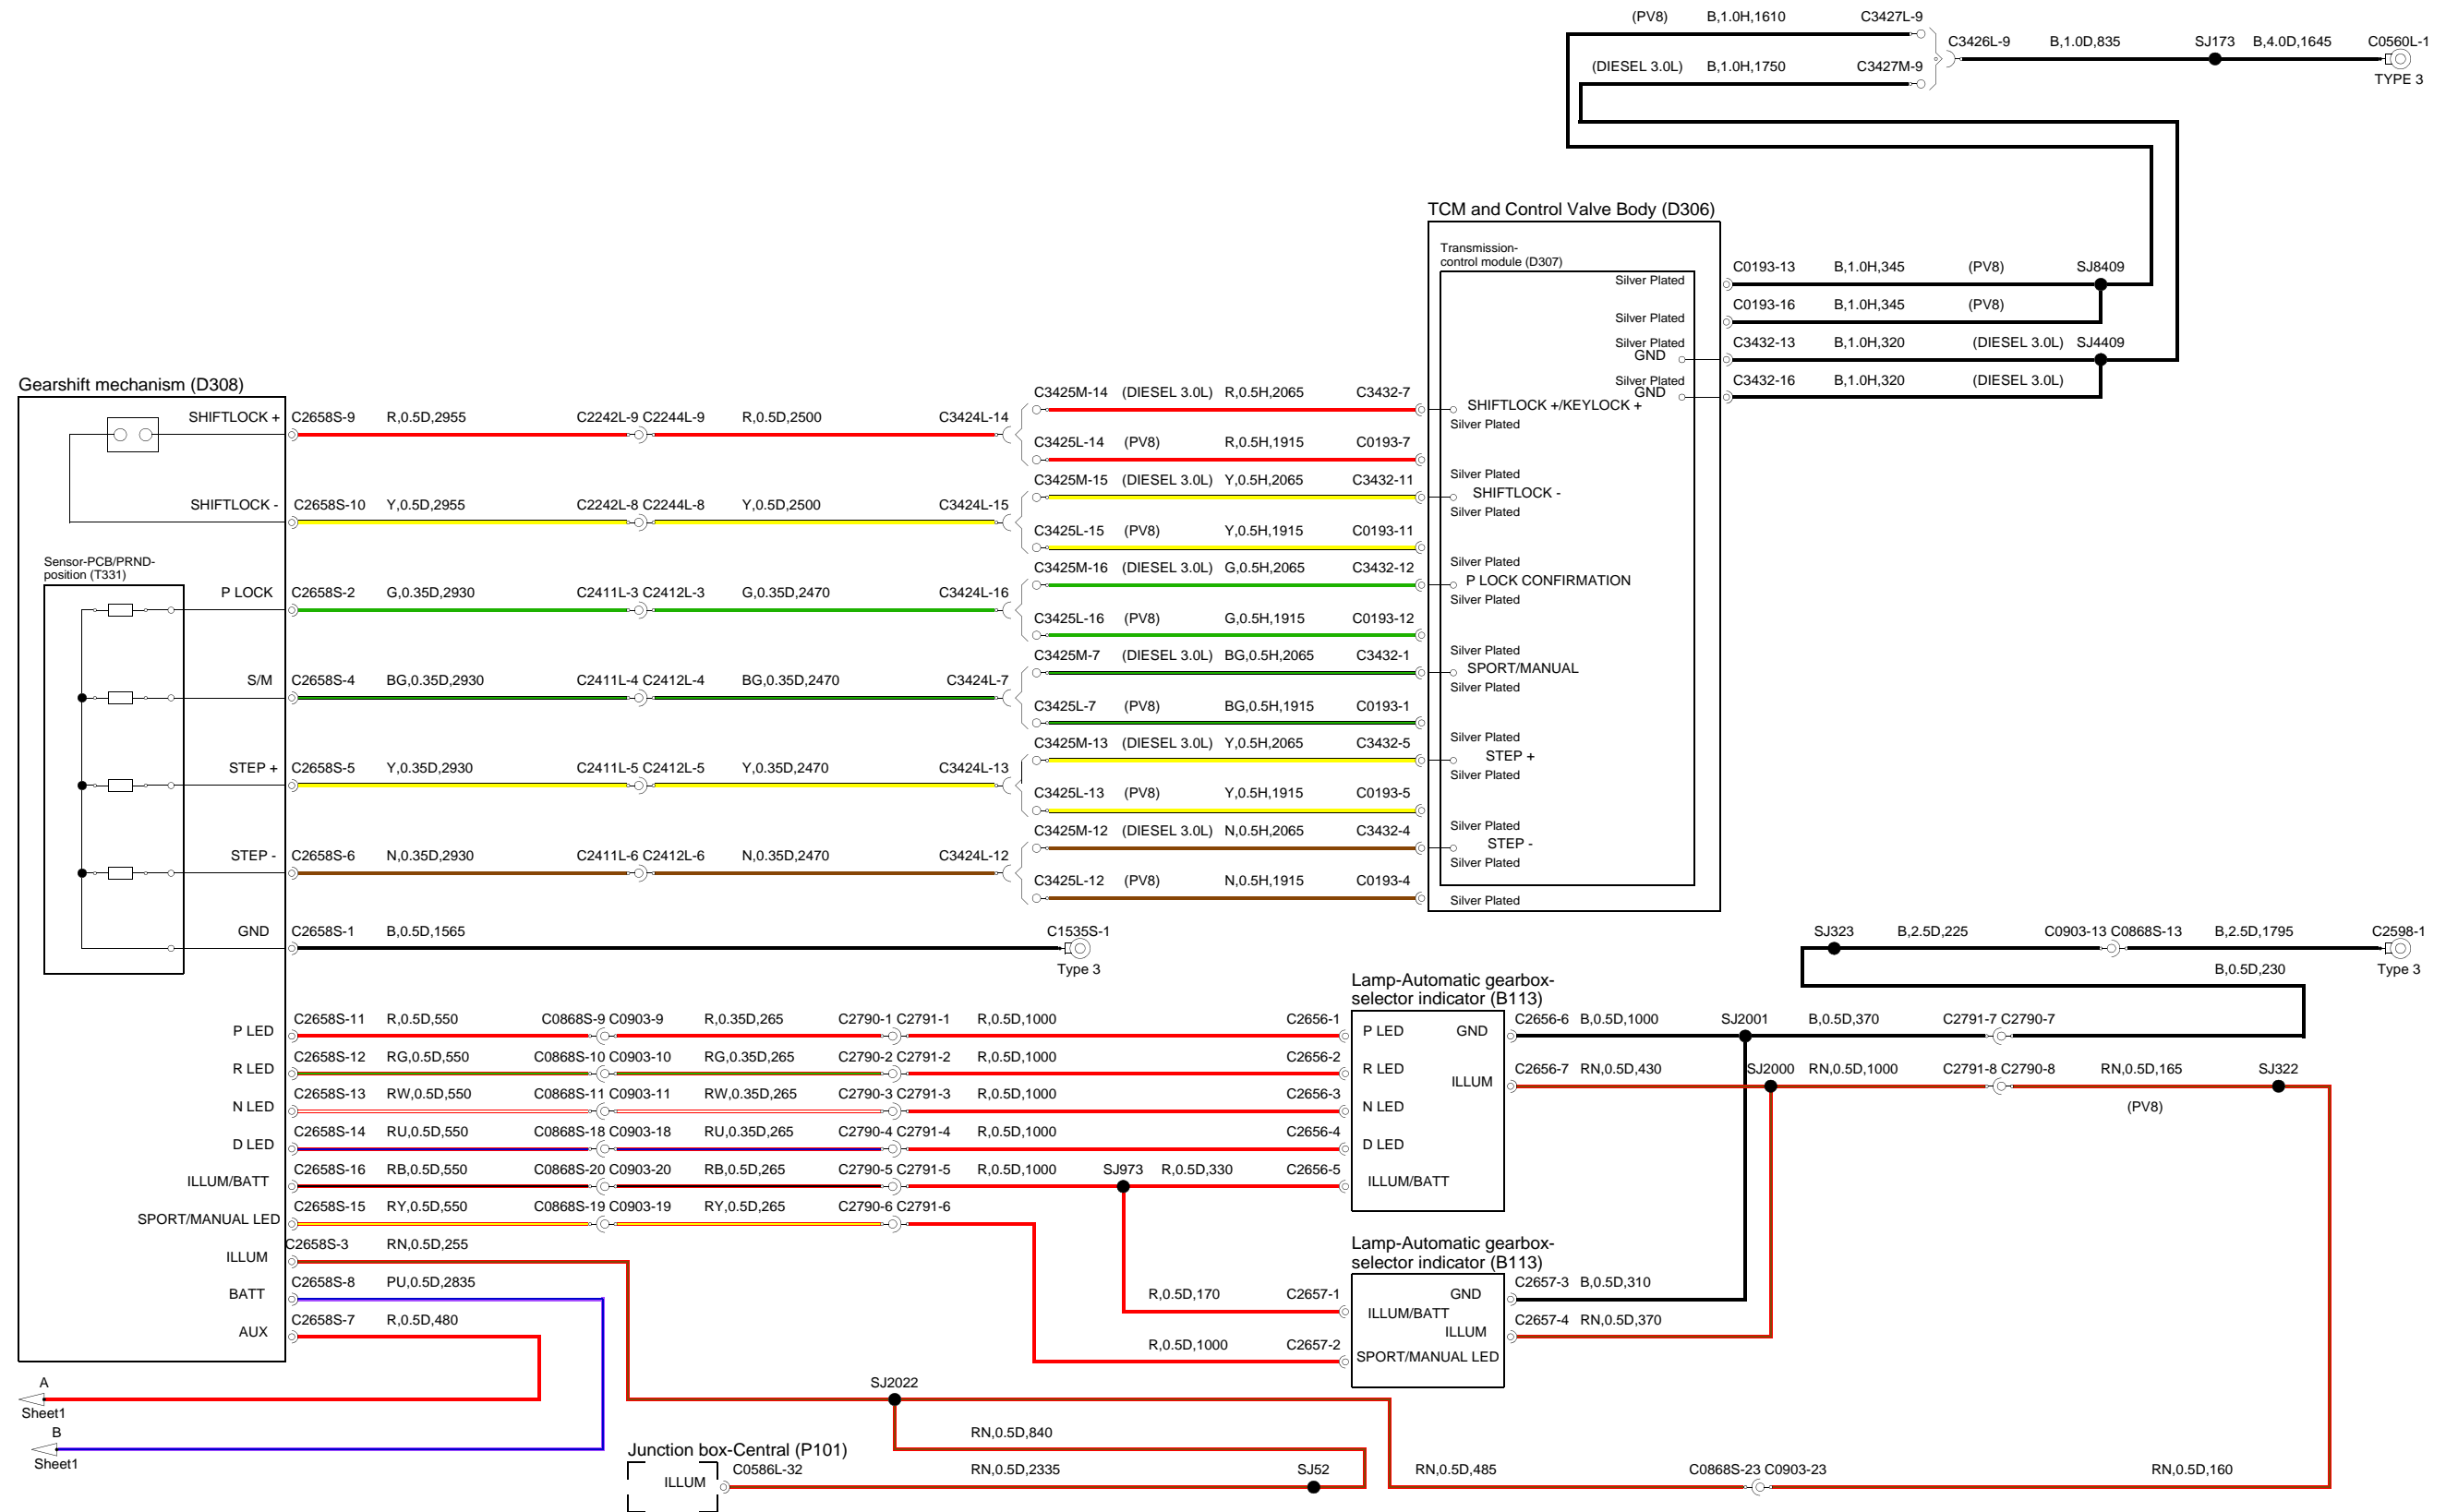 (PV8) B,1.0H,1610 C3427L-9
C3426L-9 B,1.0D,835 SJ173 B,4.0D,1645 C0560L-1
(DIESEL 3.0L) B,1.0H,1750 C3427M-9
TYPE 3
TCM and Control Valve Body (D306)
Transmission-
control module (D307)
Silver Plated
C0193-13 B,1.0H,345 (PV8) SJ8409
C0193-16 B,1.0H,345 (PV8)
Silver Plated
Silver Plated
GND
C3432-13 B,1.0H,320 (DIESEL 3.0L) SJ4409
Silver Plated
GND
C3432-16 B,1.0H,320 (DIESEL 3.0L)
Gearshift mechanism (D308)
C3425M-14 (DIESEL 3.0L) R,0.5H,2065 C3432-7
SHIFTLOCK +/KEYLOCK +
Silver Plated
SHIFTLOCK + C2658S-9 R,0.5D,2955 C2242L-9 C2244L-9 R,0.5D,2500 C3424L-14
C3425L-14 (PV8) R,0.5H,1915 C0193-7
Silver Plated
C3425M-15 (DIESEL 3.0L) Y,0.5H,2065 C3432-11
SHIFTLOCK -
Silver Plated
SHIFTLOCK - C2658S-10 Y,0.5D,2955 C2242L-8 C2244L-8 Y,0.5D,2500 C3424L-15
C3425L-15 (PV8) Y,0.5H,1915 C0193-11
Sensor-PCB/PRND-
position (T331)
Silver Plated
C3425M-16 (DIESEL 3.0L) G,0.5H,2065 C3432-12
P LOCK CONFIRMATION
Silver Plated
P LOCK C2658S-2 G,0.35D,2930 C2411L-3 C2412L-3 G,0.35D,2470 C3424L-16
C3425L-16 (PV8) G,0.5H,1915 C0193-12
Silver Plated
C3425M-7 (DIESEL 3.0L) BG,0.5H,2065 C3432-1
SPORT/MANUAL
Silver Plated
S/M C2658S-4 BG,0.35D,2930 C2411L-4 C2412L-4 BG,0.35D,2470 C3424L-7
C3425L-7 (PV8) BG,0.5H,1915 C0193-1
Silver Plated
C3425M-13 (DIESEL 3.0L) Y,0.5H,2065 C3432-5
STEP +
Silver Plated
STEP + C2658S-5 Y,0.35D,2930 C2411L-5 C2412L-5 Y,0.35D,2470 C3424L-13
C3425L-13 (PV8) Y,0.5H,1915 C0193-5
Silver Plated
C3425M-12 (DIESEL 3.0L) N,0.5H,2065 C3432-4
STEP -
Silver Plated
STEP - C2658S-6 N,0.35D,2930 C2411L-6 C2412L-6 N,0.35D,2470 C3424L-12
C3425L-12 (PV8) N,0.5H,1915 C0193-4
Silver Plated
GND C2658S-1 B,0.5D,1565 C1535S-1
Type 3
SJ323 B,2.5D,225 C0903-13 C0868S-13 B,2.5D,1795 C2598-1
Type 3
B,0.5D,230
Lamp-Automatic gearbox-
selector indicator (B113)
P LED C2658S-11 R,0.5D,550 C0868S-9 C0903-9 R,0.35D,265 C2790-1 C2791-1 R,0.5D,1000 C2656-1 P LED
GND C2656-6 B,0.5D,1000 SJ2001 B,0.5D,370 C2791-7 C2790-7
R LED C2658S-12 RG,0.5D,550 C0868S-10 C0903-10 RG,0.35D,265 C2790-2 C2791-2 R,0.5D,1000 C2656-2 R LED
ILLUM C2656-7 RN,0.5D,430 SJ2000 RN,0.5D,1000 C2791-8 C2790-8 RN,0.5D,165 SJ322
(PV8)
N LED C2658S-13 RW,0.5D,550 C0868S-11 C0903-11 RW,0.35D,265 C2790-3 C2791-3 R,0.5D,1000 C2656-3 N LED
D LED C2658S-14 RU,0.5D,550 C0868S-18 C0903-18 RU,0.35D,265 C2790-4 C2791-4 R,0.5D,1000 C2656-4 D LED
ILLUM/BATT C2658S-16 RB,0.5D,550 C0868S-20 C0903-20 RB,0.5D,265 C2790-5 C2791-5 R,0.5D,1000 SJ973 R,0.5D,330 C2656-5 ILLUM/BATT
SPORT/MANUAL LED C2658S-15 RY,0.5D,550 C0868S-19 C0903-19 RY,0.5D,265 C2790-6 C2791-6
ILLUM C2658S-3 RN,0.5D,255
Lamp-Automatic gearbox-
selector indicator (B113)
BATT C2658S-8 PU,0.5D,2835
R,0.5D,170 C2657-1 ILLUM/BATT
GND C2657-3 B,0.5D,310
AUX C2658S-7 R,0.5D,480
ILLUM C2657-4 RN,0.5D,370
R,0.5D,1000 C2657-2 SPORT/MANUAL LED
A
Sheet1
SJ2022
B
Sheet1
RN,0.5D,840
Junction box-Central (P101)
ILLUM C0586L-32 RN,0.5D,2335 SJ52 RN,0.5D,485 C0868S-23 C0903-23 RN,0.5D,160